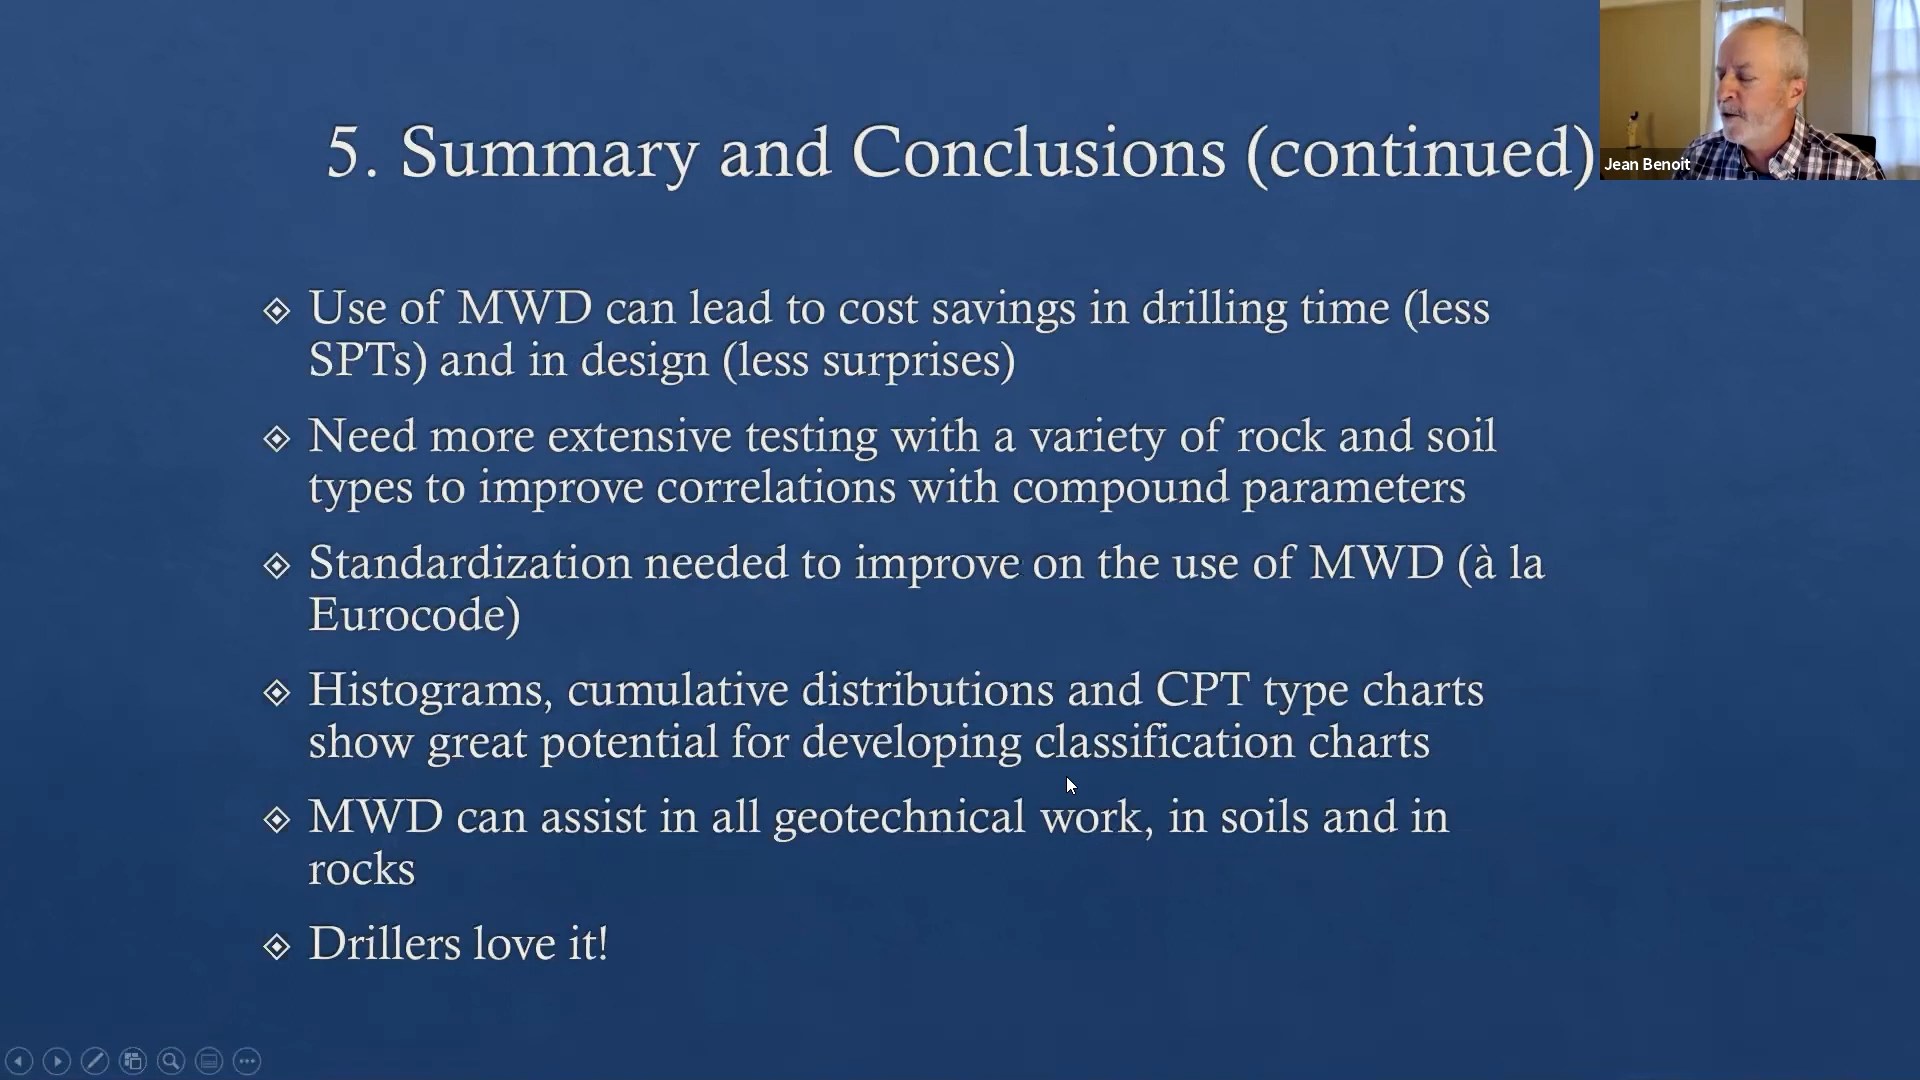 5. Summary and Conclusions (continued)
Jean Benoit
Use of MWD can lead to cost savings in drilling time (less
SPTs) and in design (less surprises)
Need more extensive testing with a variety of rock and soil
types to improve correlations with compound parameters
Standardization needed to improve on the use of MWD (à la
Eurocode)
Histograms, cumulative distributions and CPT type charts
show great potential for developing classification charts
MWD can assist in all geotechnical work, in soils and in
rocks
Drillers love it!